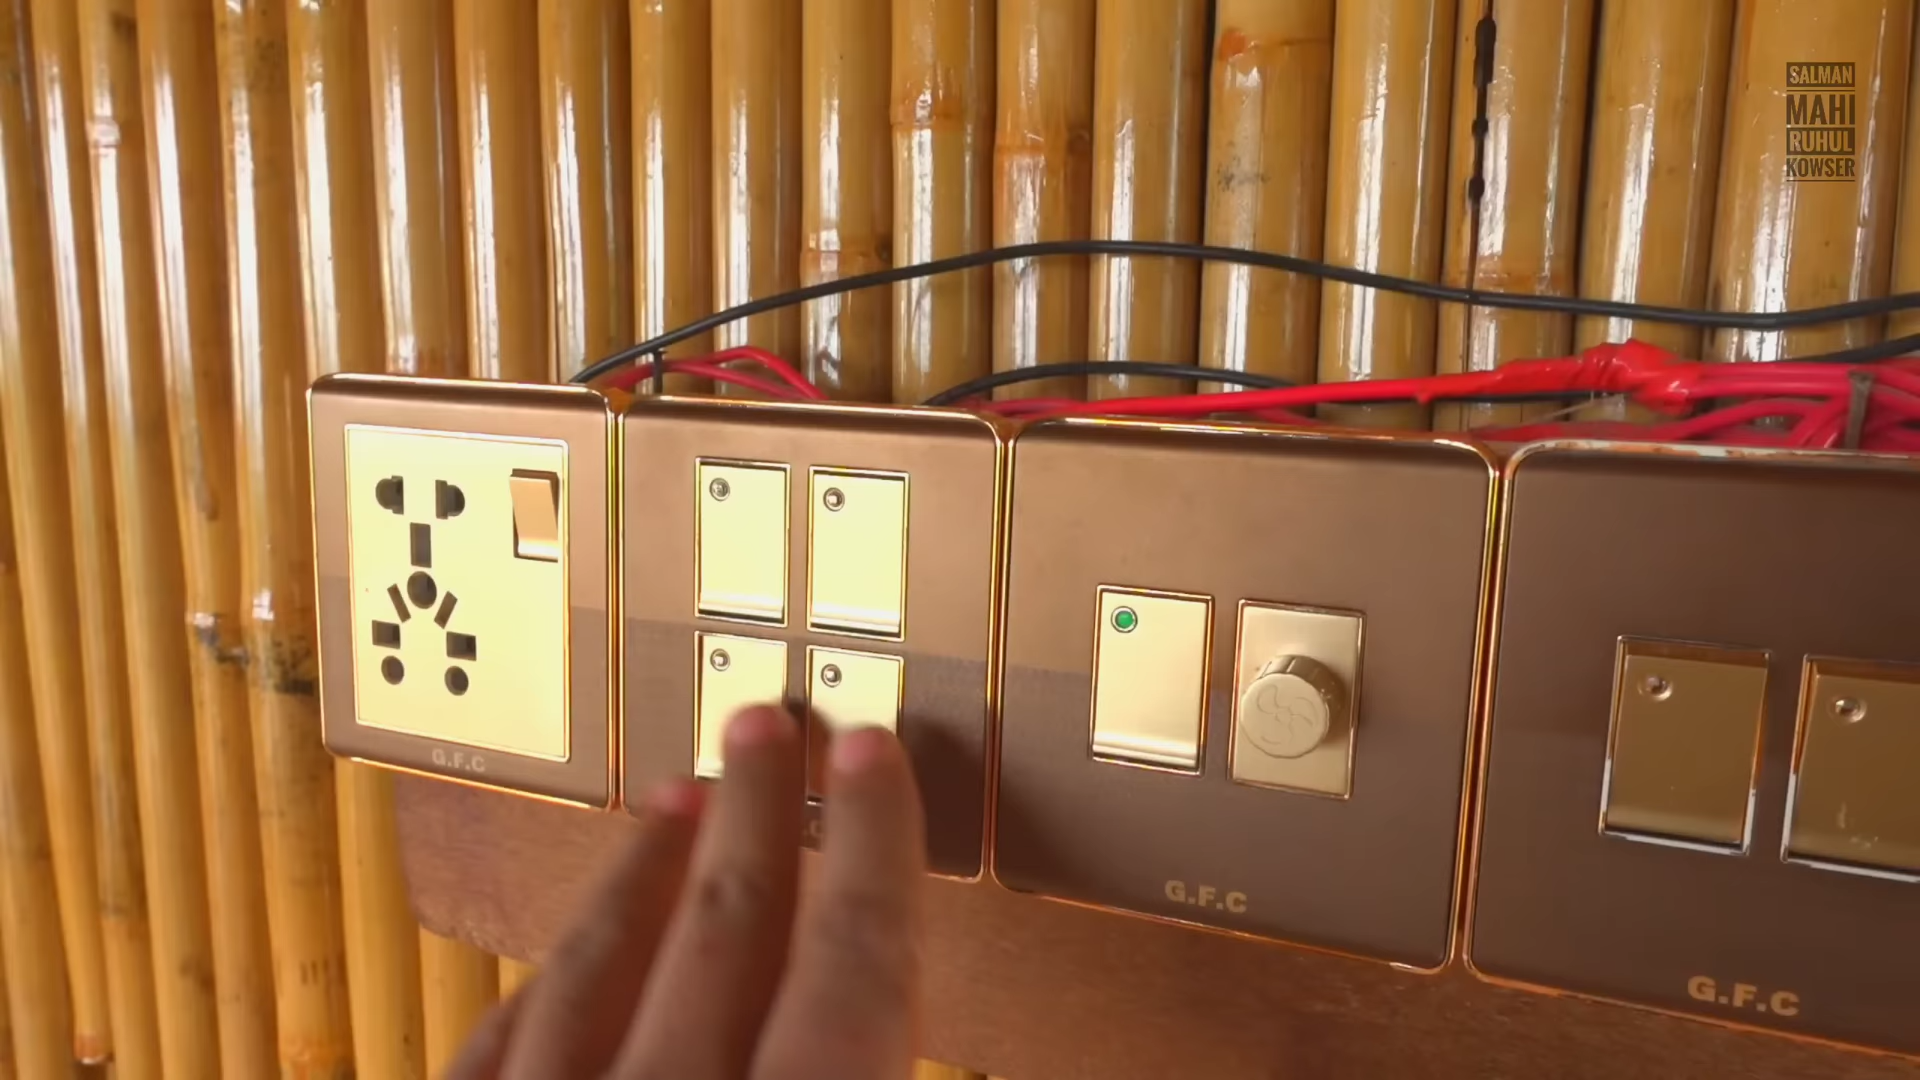 SALMAN
MAHI
RUHUL
KOWSER
G.F.C
G.F.C
G.F.C